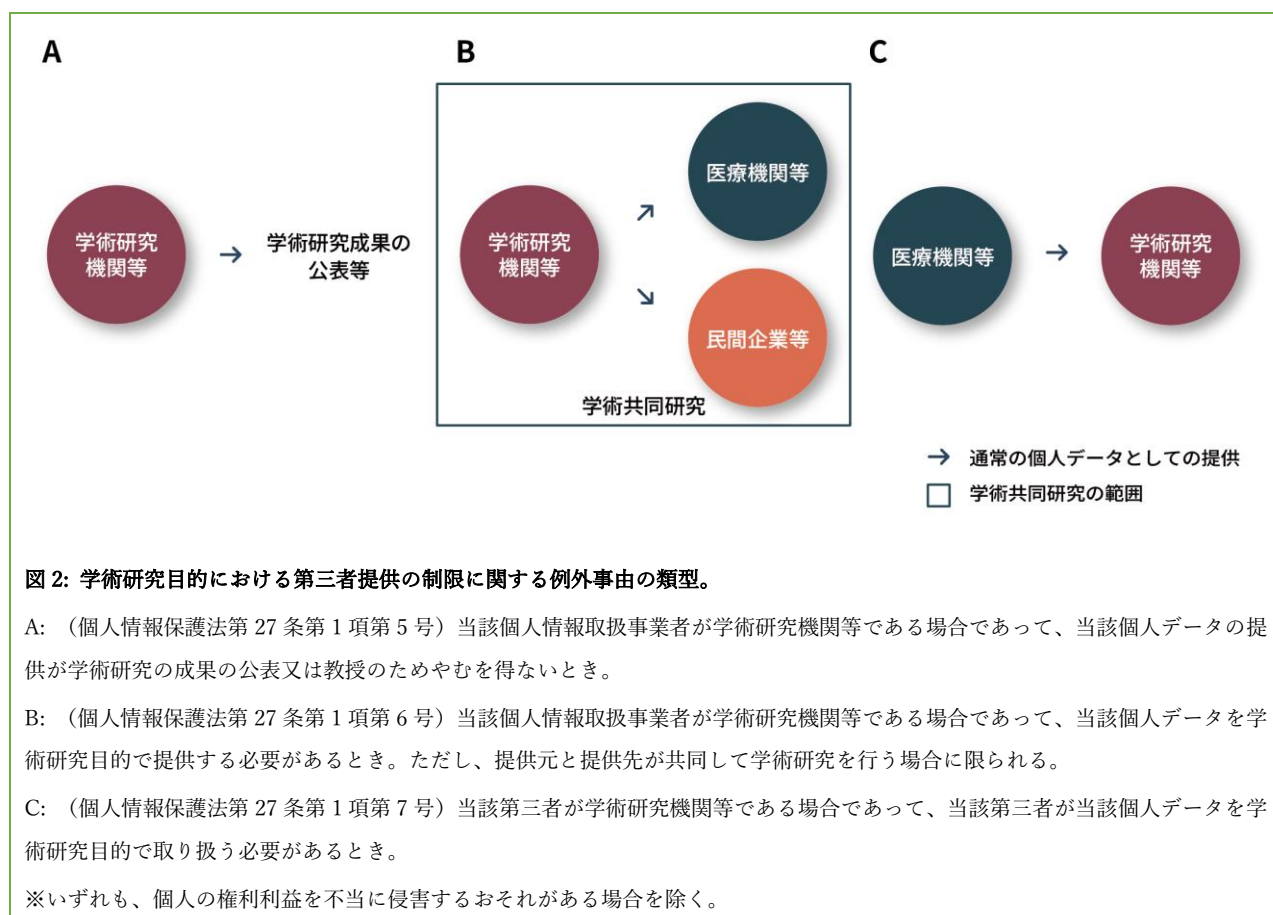 A
B
C
学術研究
機関等
→
学術研究成果の
公表等
学術研究
機関等
医療機関等
民間企業等
学術共同研究
医療機関等
→
学術研究
機関等
→ 通常の個人データとしての提供
□ 学術共同研究の範囲
図 2: 学術研究目的における第三者提供の制限に関する例外事由の類型。
A: （個人情報保護法第 27 条第 1 項第 5 号）当該個人情報取扱事業者が学術研究機関等である場合であって、当該個人データの提
供が学術研究の成果の公表又は教授のためやむを得ないとき。
B: （個人情報保護法第 27 条第 1 項第 6 号）当該個人情報取扱事業者が学術研究機関等である場合であって、当該個人データを学
術研究目的で提供する必要があるとき。ただし、提供元と提供先が共同して学術研究を行う場合に限られる。
C: （個人情報保護法第 27 条第 1 項第 7 号）当該第三者が学術研究機関等である場合であって、当該第三者が当該個人データを学
術研究目的で取り扱う必要があるとき。
※いずれも、個人の権利利益を不当に侵害するおそれがある場合を除く。